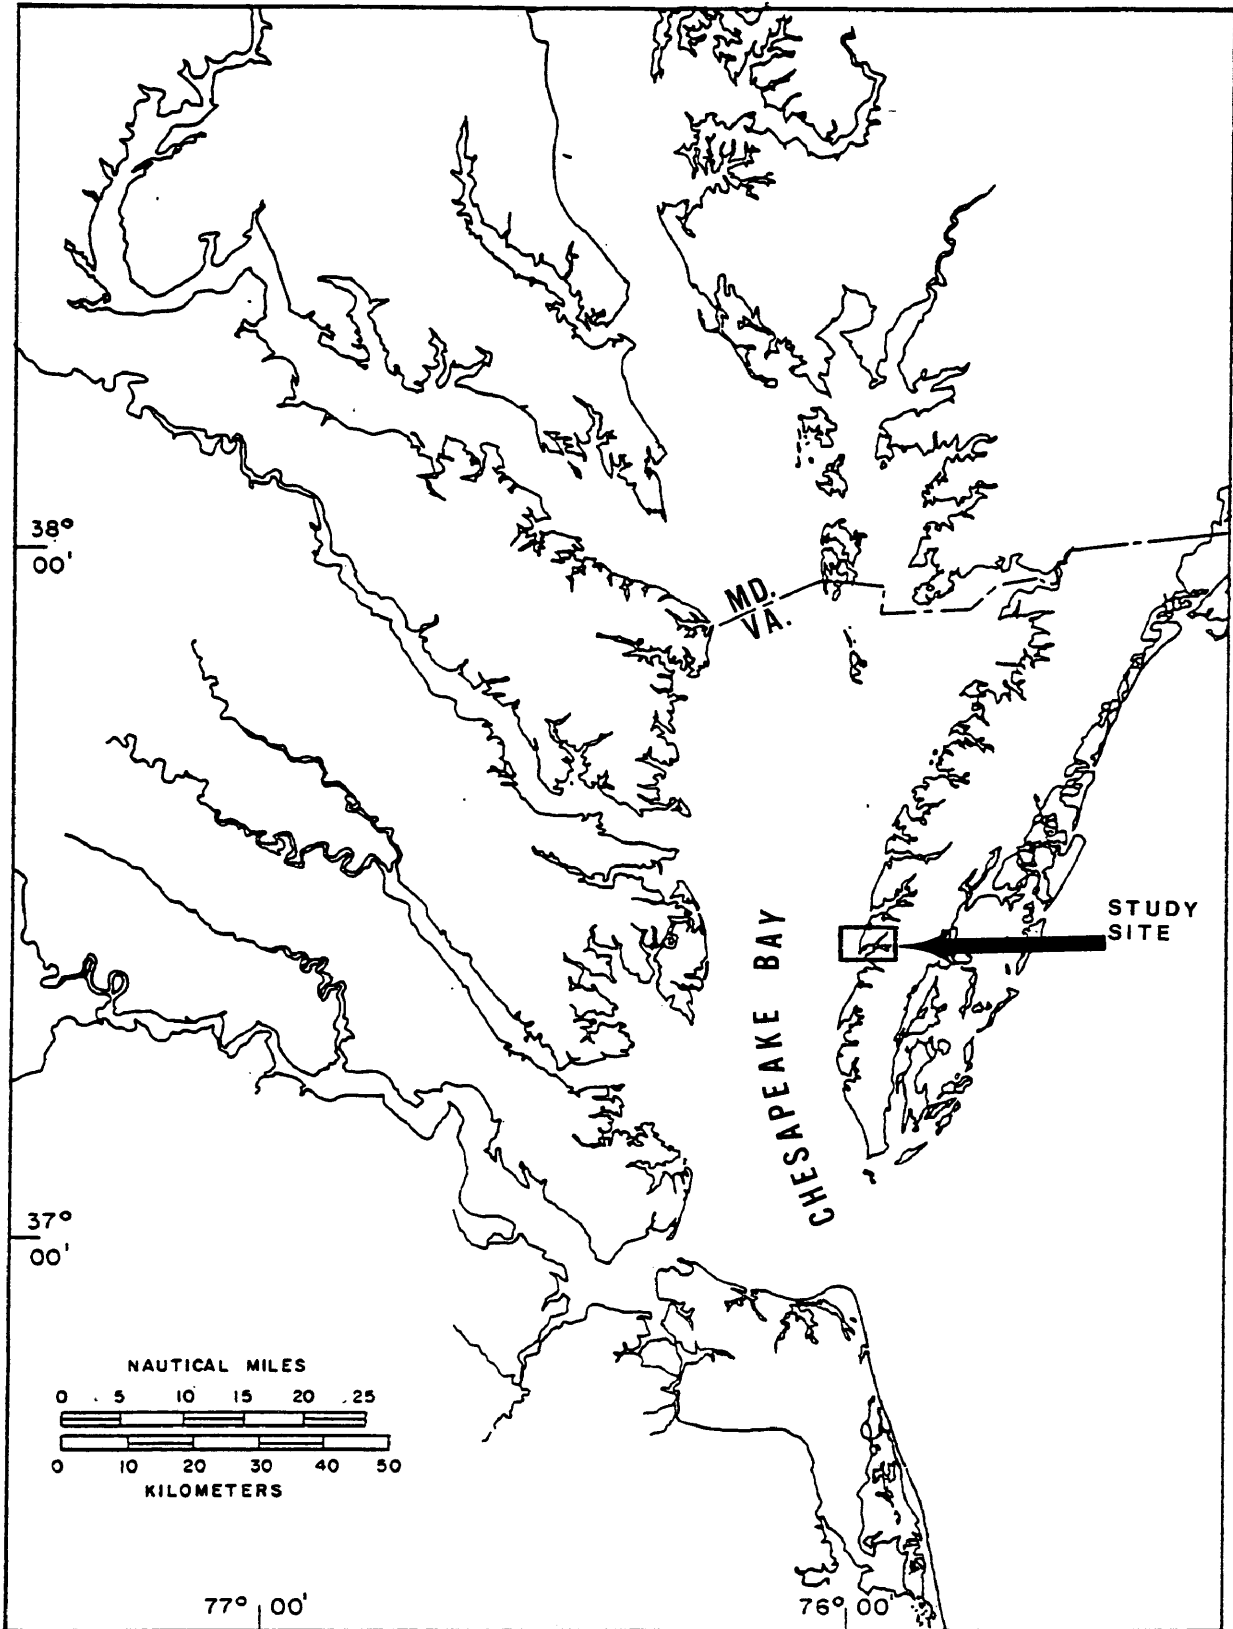 38°
00'
MD.
VA.
STUDY
SITE
CHESAPEAKE BAY
37°
00'
NAUTICAL MILES
0 5 10 15 20 25
0 10 20 30 40 50
KILOMETERS
77° 00'
76° 00'